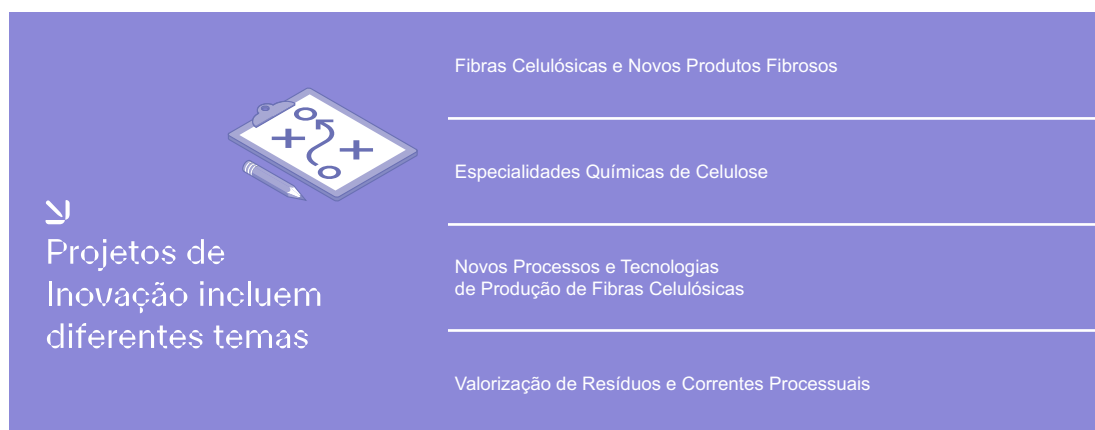 Projetos de
Inovação incluem
diferentes temas
Fibras Celulósicas e Novos Produtos Fibrosos
Especialidades Químicas de Celulose
Novos Processos e Tecnologias
de Produção de Fibras Celulósicas
Valorização de Resíduos e Correntes Processuais